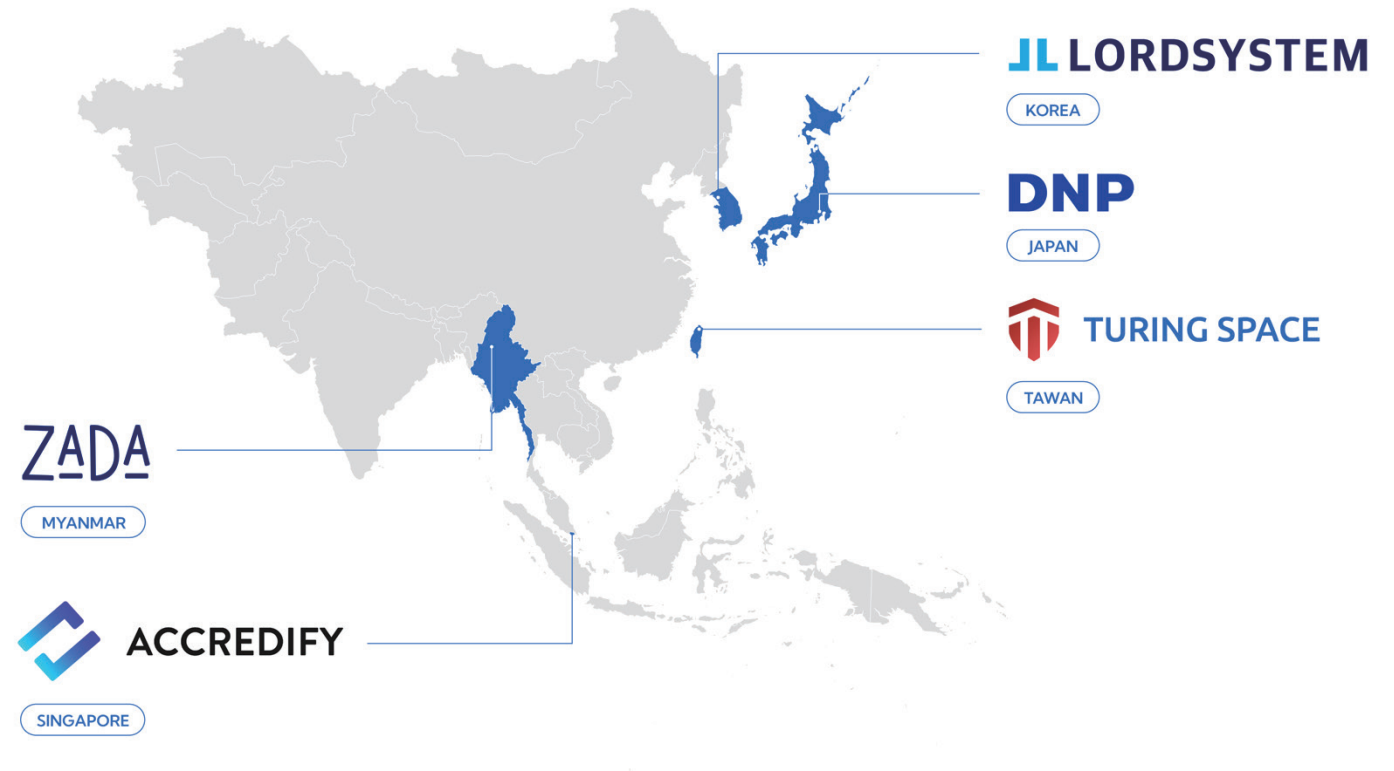 LORDSYSTEM
KOREA
DNP
JAPAN
TURING SPACE
TAWAN
ZADA
MYANMAR
ACCREDIFY
SINGAPORE